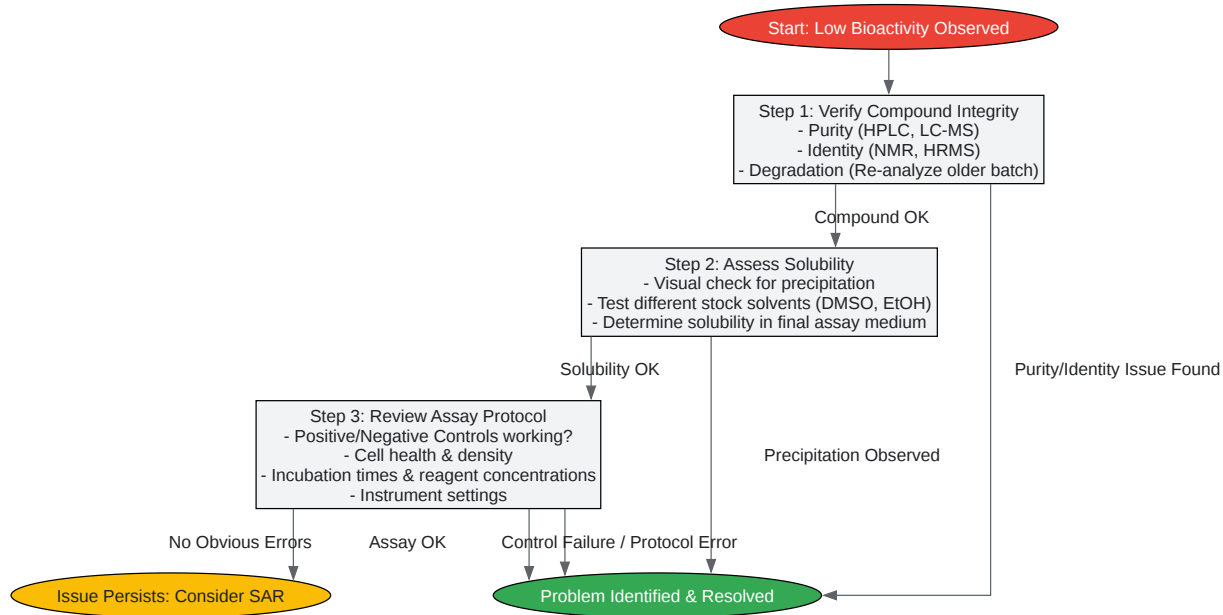 Start: Low Bioactivity Observed
Step 1: Verify Compound Integrity
- Purity (HPLC, LC-MS)
- Identity (NMR, HRMS)
- Degradation (Re-analyze older batch)
Compound OK
Step 2: Assess Solubility
- Visual check for precipitation
- Test different stock solvents (DMSO, EtOH)
- Determine solubility in final assay medium
Solubility OK
Purity/Identity Issue Found
Step 3: Review Assay Protocol
- Positive/Negative Controls working?
- Cell health & density
- Incubation times & reagent concentrations
- Instrument settings
Precipitation Observed
No Obvious Errors
Assay OK
Control Failure / Protocol Error
Issue Persists: Consider SAR
Problem Identified & Resolved